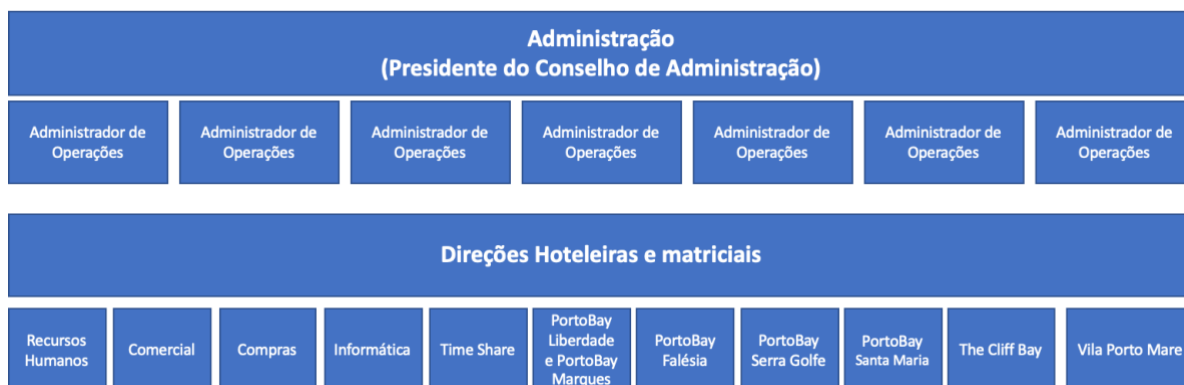 Administração
(Presidente do Conselho de Administração)
Administrador de
Operações
Administrador de
Operações
Administrador de
Operações
Administrador de
Operações
Administrador de
Operações
Administrador de
Operações
Administrador de
Operações
Direções Hoteleiras e matriciais
Recursos
Humanos
Comercial
Compras
Informática
Time Share
PortoBay
Liberdade
e PortoBay
Marques
PortoBay
Falésia
PortoBay
Serra Golfe
PortoBay
Santa Maria
The Cliff Bay
Vila Porto Mare